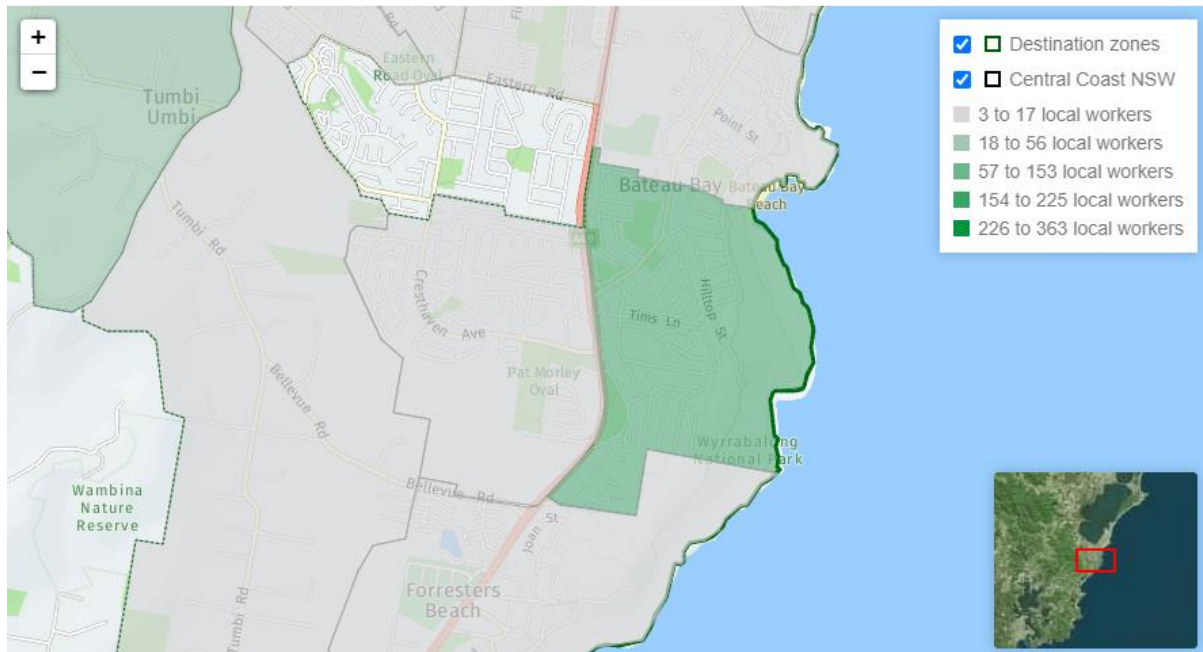 +
−
Eastern
Road Oval
Eastern Rd
Rd
Tumbi
Umbi
Point St
Bateau Bay
Bateau Bay
Beach
Tumbi Rd
Cresthaven Ave
Tims Ln
Hilltop St
Pat Morley
Oval
Bellevue Rd
Wyrrabalong
National Park
Wambina
Nature
Reserve
Bellevue Rd
Joan St
Forresters
Beach
Tumbi Rd
Destination zones
Central Coast NSW
3 to 17 local workers
18 to 56 local workers
57 to 153 local workers
154 to 225 local workers
226 to 363 local workers